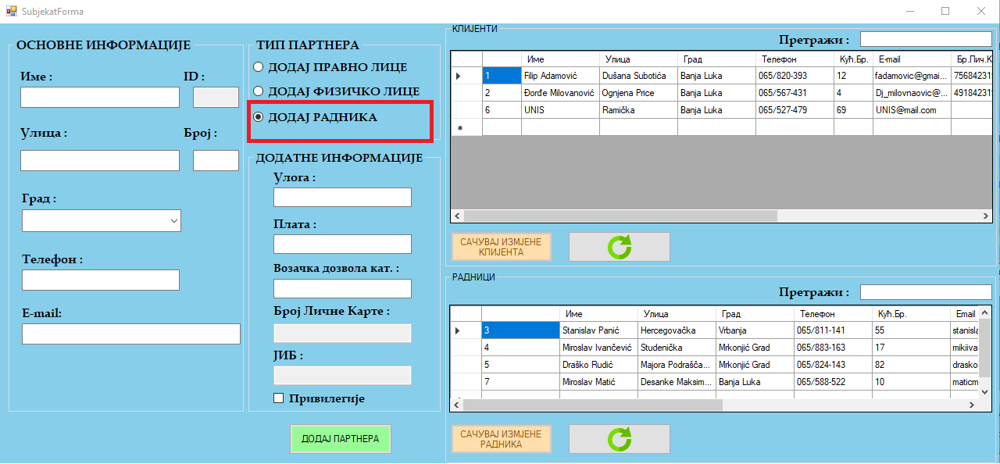 SubjekatForma
ОСНОВНЕ ИНФОРМАЦИЈЕ
Име :
ID :
Улица :
Број :
Град :
Телефон :
E-mail:
ТИП ПАРТНЕРА
ДОДАЈ ПРАВНО ЛИЦЕ
ДОДАЈ ФИЗИЧКО ЛИЦЕ
ДОДАЈ РАДНИКА
ДОДАТНЕ ИНФОРМАЦИЈЕ
Улога :
Плата :
Возачка дозвола кат. :
Број Личне Карте :
ЈИБ :
Привилегије
ДОДАЈ ПАРТНЕРА
КЛИЈЕНТИ
Претражи :
Име Улица Град Телефон Кућ.Бр. E-mail Бр.Лич.К
1 Filip Adamović Dušana Subotića Banja Luka 065/820-393 12 fadamovic@gmai... 756842319
2 Đorđe Milovanović Ognjena Price Banja Luka 065/567-431 4 Dj_milovnaovic@... 491842319
6 UNIS Ramička Banja Luka 065/527-479 69 UNIS@mail.com
САЧУВАЈ ИЗМЈЕНЕ
КЛИЈЕНТА
РАДНИЦИ
Претражи :
Име Улица Град Телефон Кућ.Бр. Email
3 Stanislav Panić Hercegovačka Vrbanja 065/811-141 55 stanisla
4 Miroslav Ivančević Studenička Mrkonjić Grad 065/883-163 17 mikiiva
5 Draško Rudić Majora Podrašča... Mrkonjić Grad 065/824-143 82 drasko
7 Miroslav Matić Desanke Maksim... Banja Luka 065/588-522 10 maticm
САЧУВАЈ ИЗМЈЕНЕ
РАДНИКА